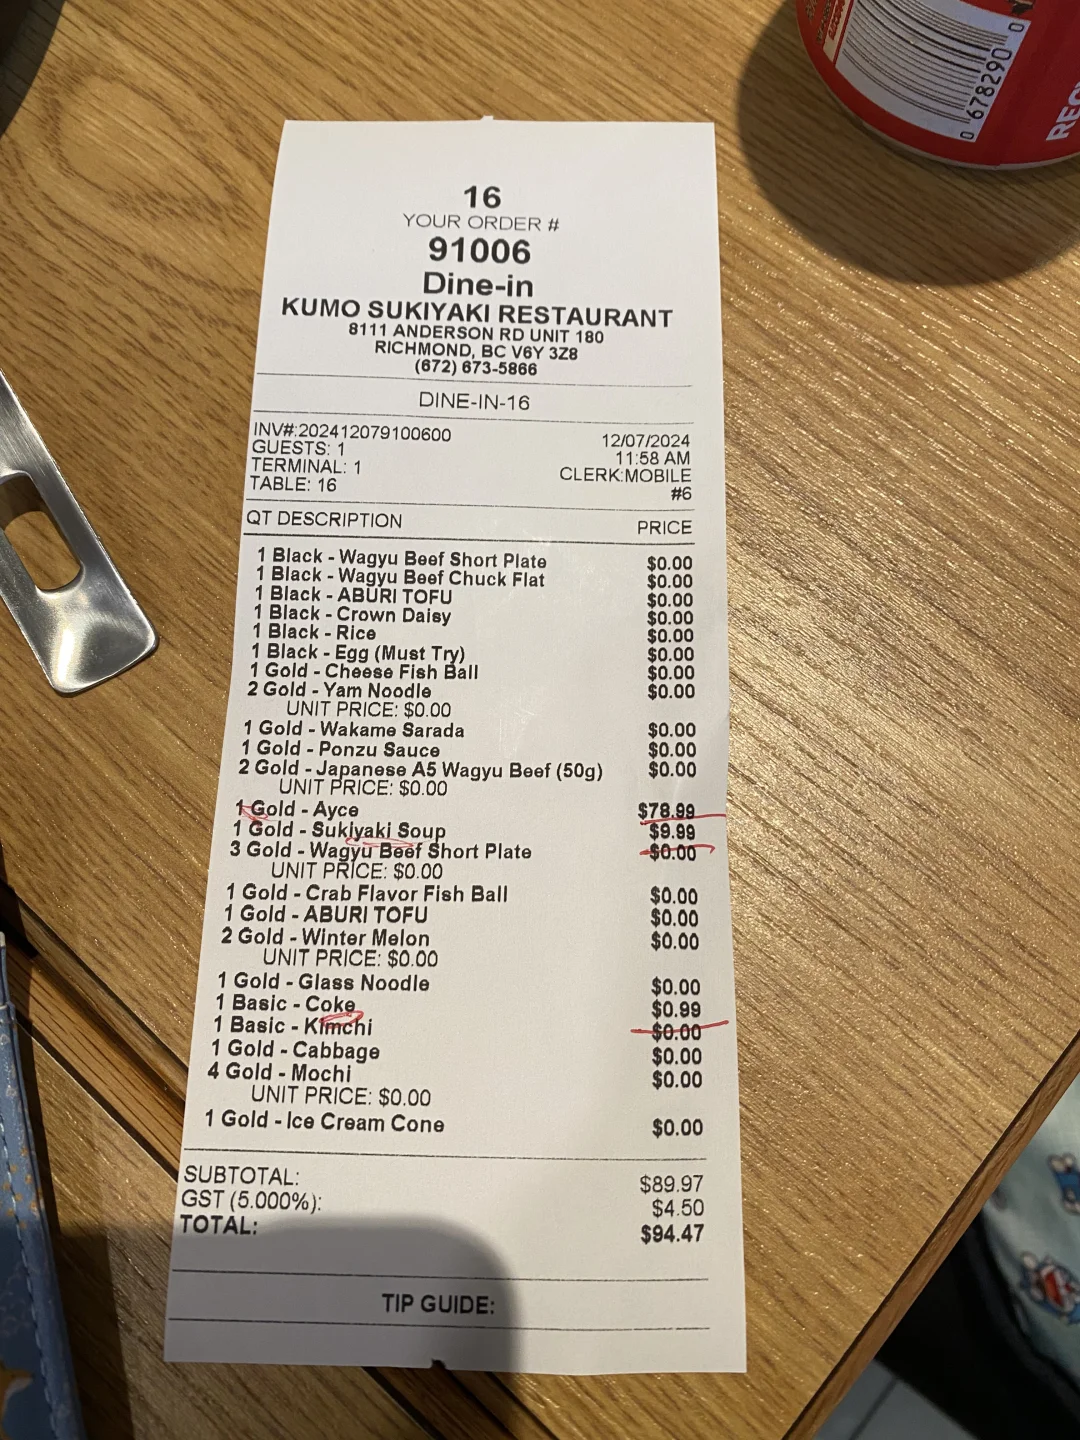 16
YOUR ORDER #
91006
Dine-in
KUMO SUKIYAKI RESTAURANT
8111 ANDERSON RD UNIT 180
RICHMOND, BC V6Y 3Z8
(672) 673-5866
DINE-IN-16
INV#:202412079100600 12/07/2024
GUESTS: 1 11:58 AM
TERMINAL: 1 CLERK:MOBILE
TABLE: 16 #6
QT DESCRIPTION PRICE
1 Black - Wagyu Beef Short Plate $0.00
1 Black - Wagyu Beef Chuck Flat $0.00
1 Black - ABURI TOFU $0.00
1 Black - Crown Daisy $0.00
1 Black - Rice $0.00
1 Black - Egg (Must Try) $0.00
1 Gold - Cheese Fish Ball $0.00
2 Gold - Yam Noodle $0.00
UNIT PRICE: $0.00
1 Gold - Wakame Sarada $0.00
1 Gold - Ponzu Sauce $0.00
2 Gold - Japanese A5 Wagyu Beef (50g) $0.00
UNIT PRICE: $0.00
1 Gold - Ayce $78.99
1 Gold - Sukiyaki Soup $9.99
3 Gold - Wagyu Beef Short Plate $0.00
UNIT PRICE: $0.00
1 Gold - Crab Flavor Fish Ball $0.00
1 Gold - ABURI TOFU $0.00
2 Gold - Winter Melon $0.00
UNIT PRICE: $0.00
1 Gold - Glass Noodle $0.00
1 Basic - Coke $0.99
1 Basic - Kimchi $0.00
1 Gold - Cabbage $0.00
4 Gold - Mochi $0.00
UNIT PRICE: $0.00
1 Gold - Ice Cream Cone $0.00
SUBTOTAL: $89.97
GST (5.000%): $4.50
TOTAL: $94.47
TIP GUIDE:
0 678290 0